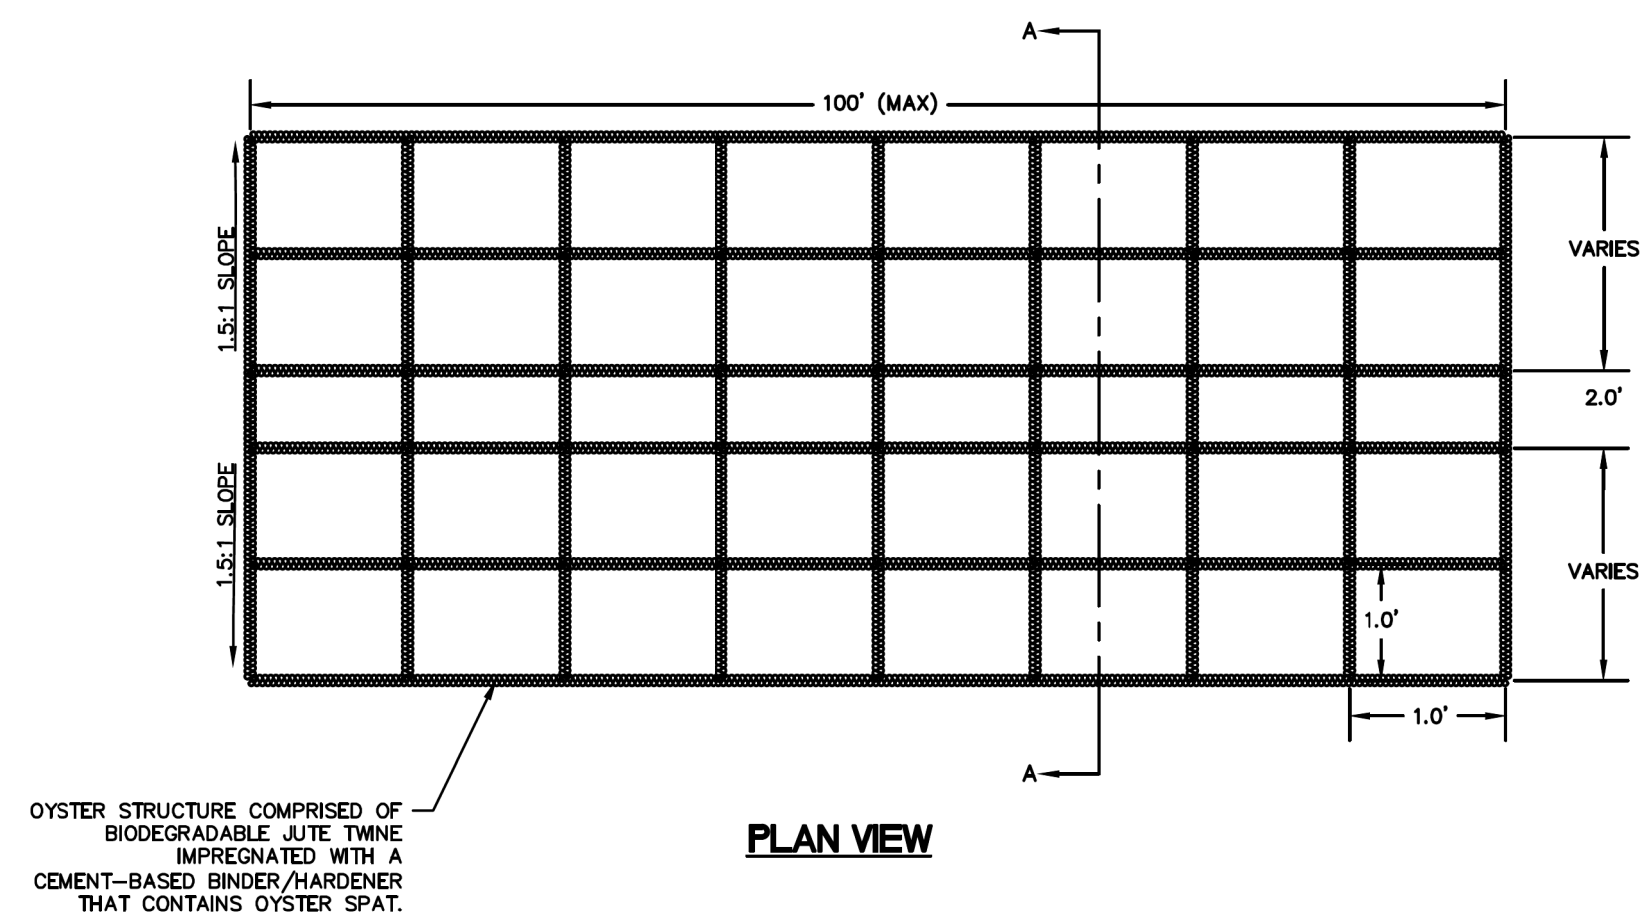 A
100' (MAX)
1.5:1 SLOPE
VARIES
2.0'
1.5:1 SLOPE
VARIES
1.0'
1.0'
A
OYSTER STRUCTURE COMPRISED OF
BIODEGRADABLE JUTE TWINE
IMPREGNATED WITH A
CEMENT-BASED BINDER/HARDENER
THAT CONTAINS OYSTER SPAT.
PLAN VIEW